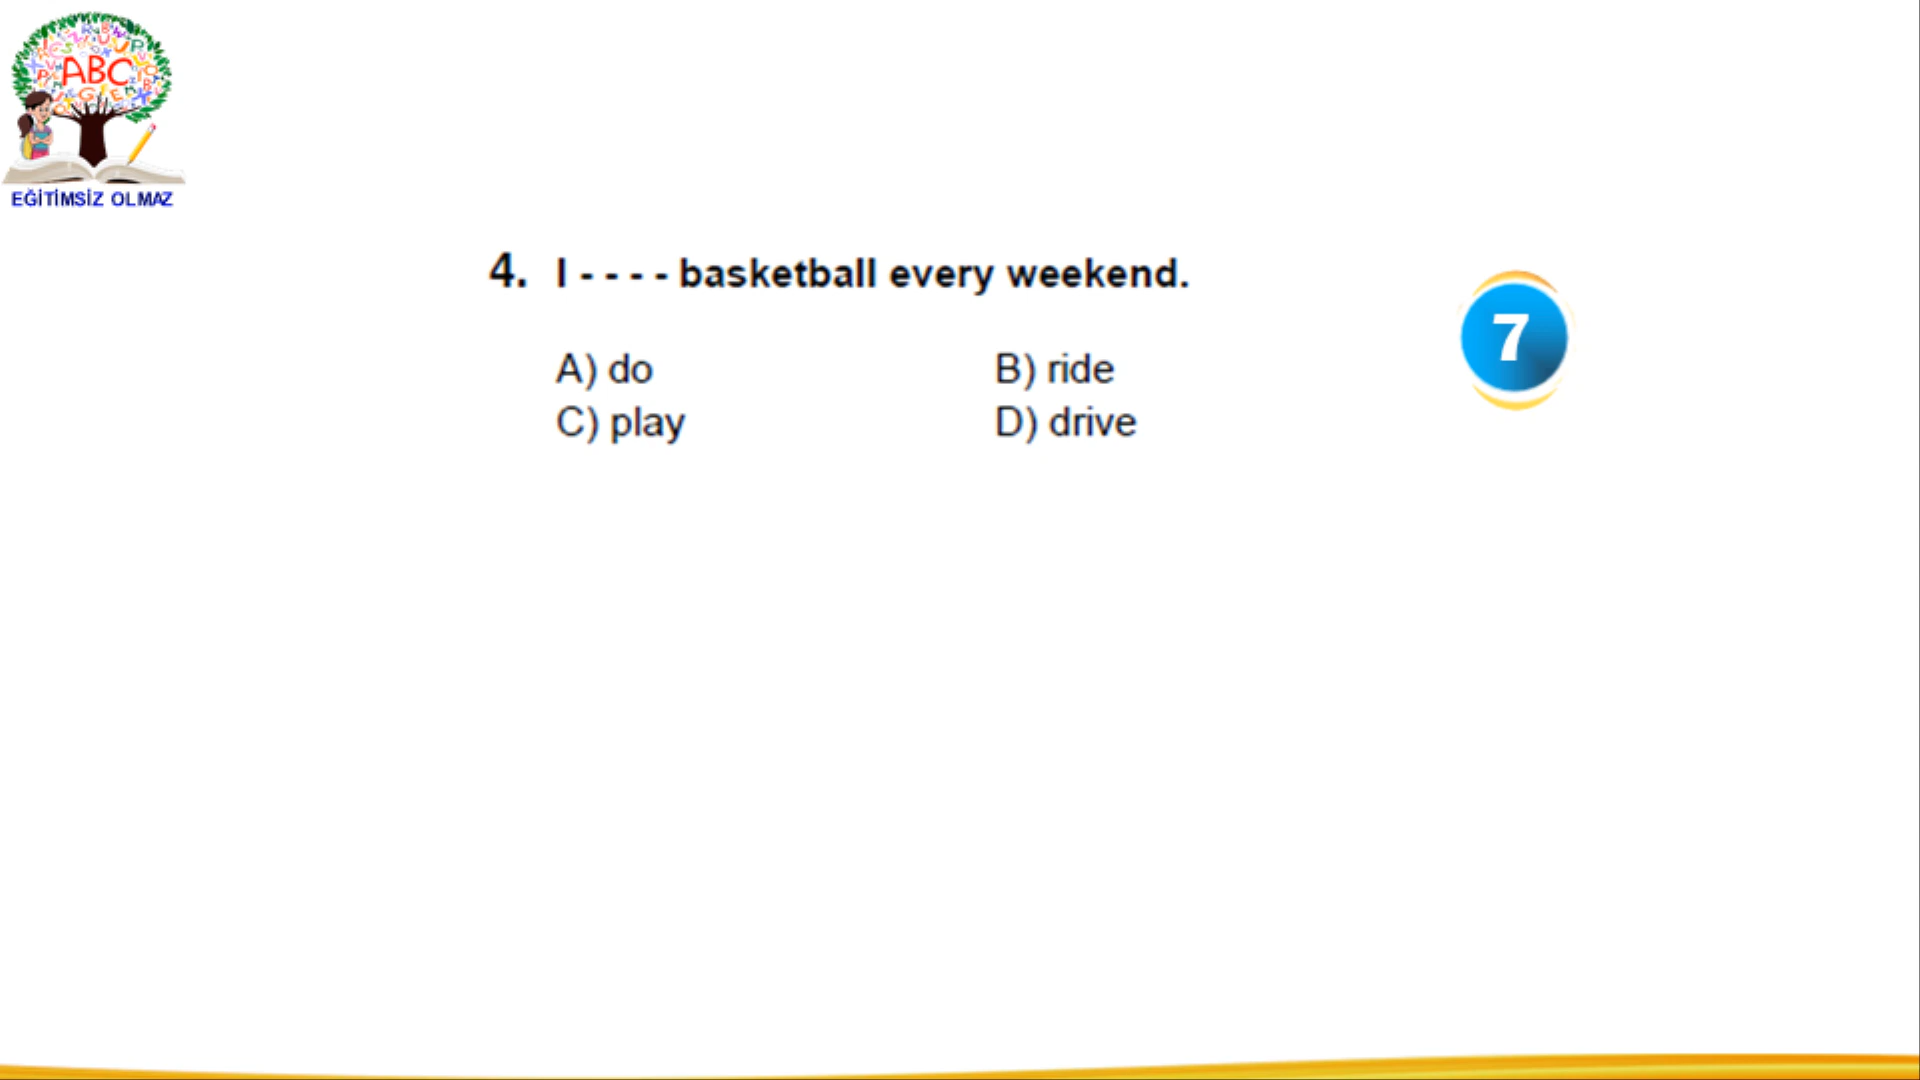 ABC
EĞİTİMSİZ OLMAZ
4. I - - - - basketball every weekend.
7
A) do B) ride
C) play D) drive